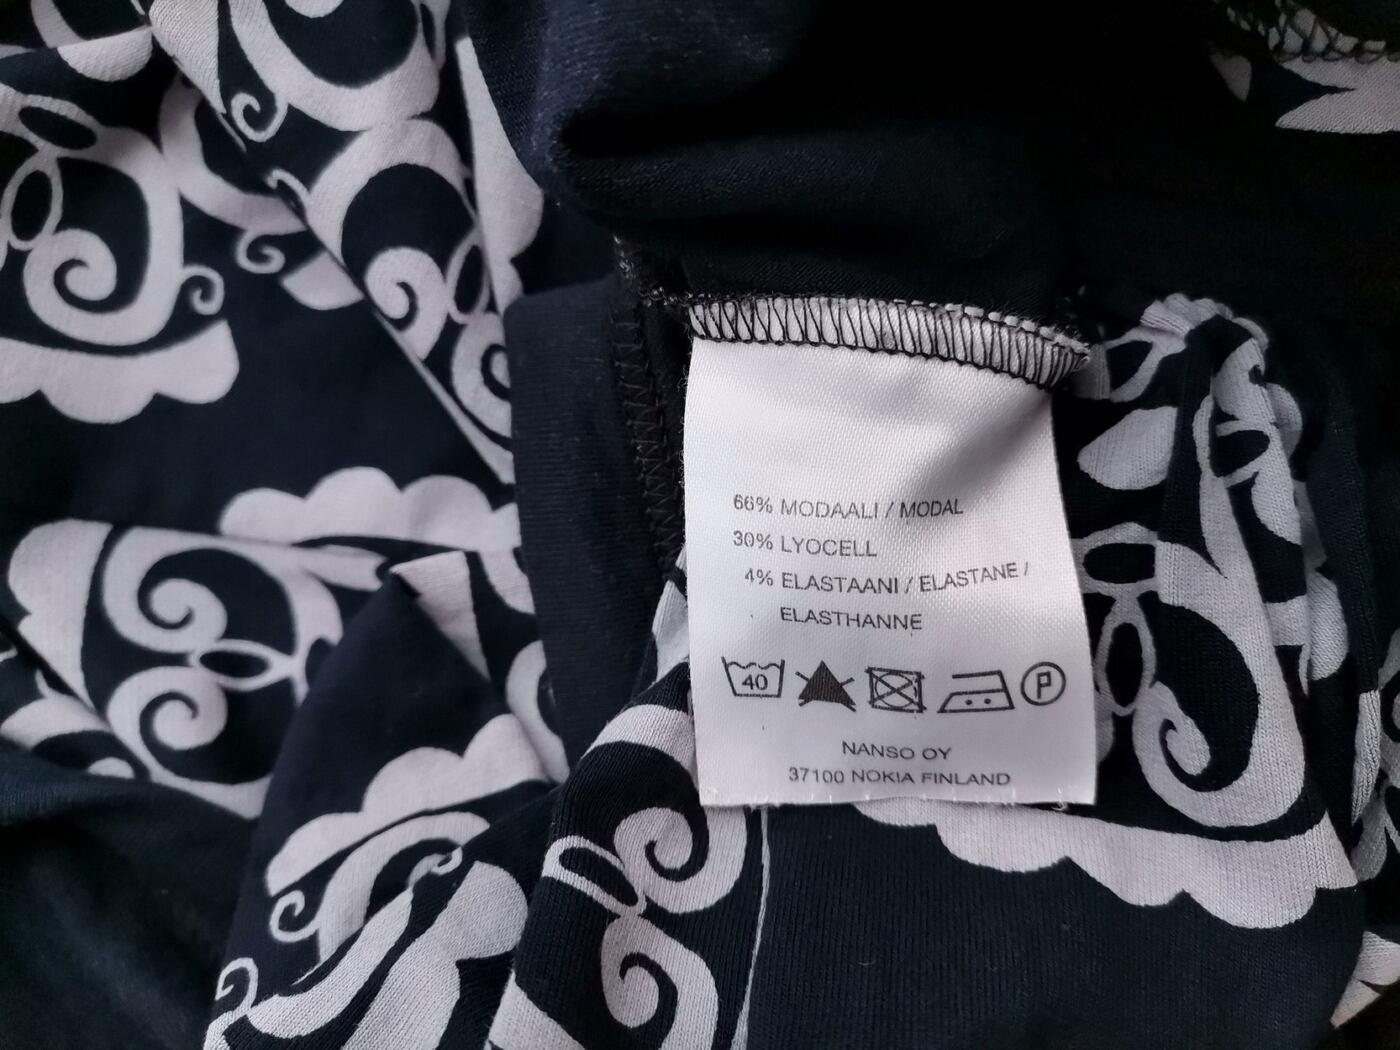 66% MODAALI / MODAL
30% LYOCELL
4% ELASTAANI / ELASTANE /
ELASTHANNE
40 P
NANSO OY
37100 NOKIA FINLAND